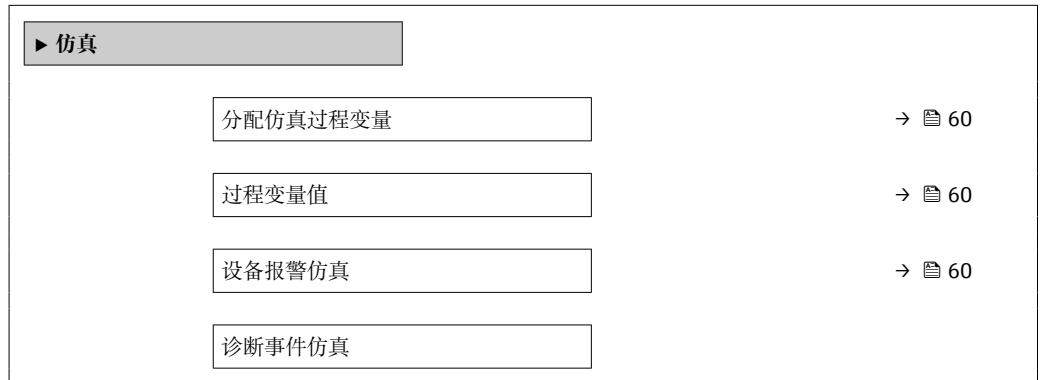 ▶ 仿真
分配仿真过程变量 → 60
过程变量值 → 60
设备报警仿真 → 60
诊断事件仿真